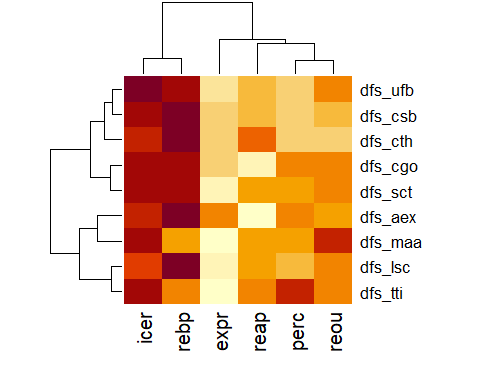 dfs_ufb
dfs_csb
dfs_cth
dfs_cgo
dfs_sct
dfs_aex
dfs_maa
dfs_lsc
dfs_tti
icer
rebp
expr
reap
perc
reou